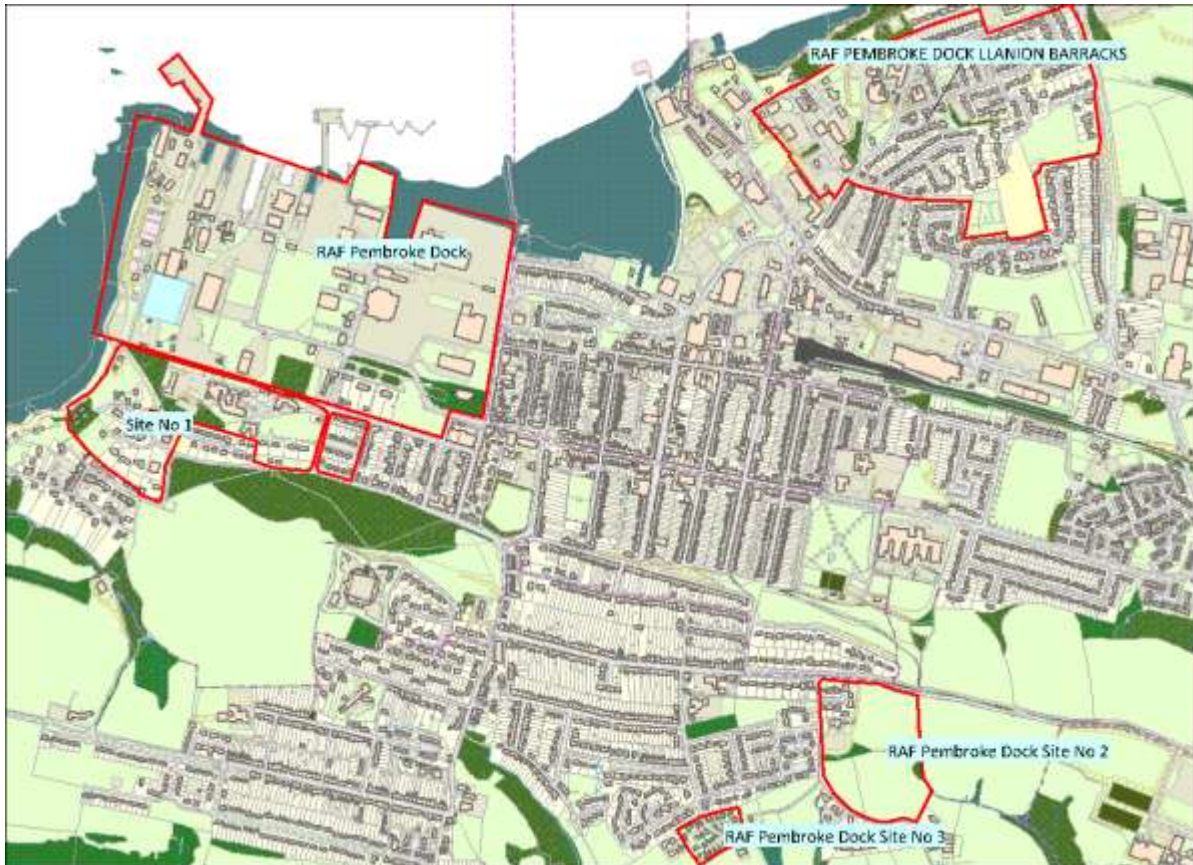 RAF PEMBROKE DOCK LLANION BARRACKS
RAF Pembroke Dock
Site No 1
RAF Pembroke Dock Site No 2
RAF Pembroke Dock Site No 3